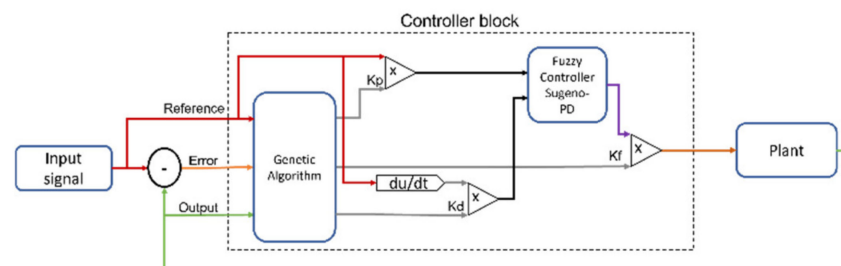 Controller block
Reference
Input
signal
-
Error
Output
Genetic
Algorithm
Kp
x
du/dt
Kd
x
Fuzzy
Controller
Sugeno-
PD
Kf
x
Plant